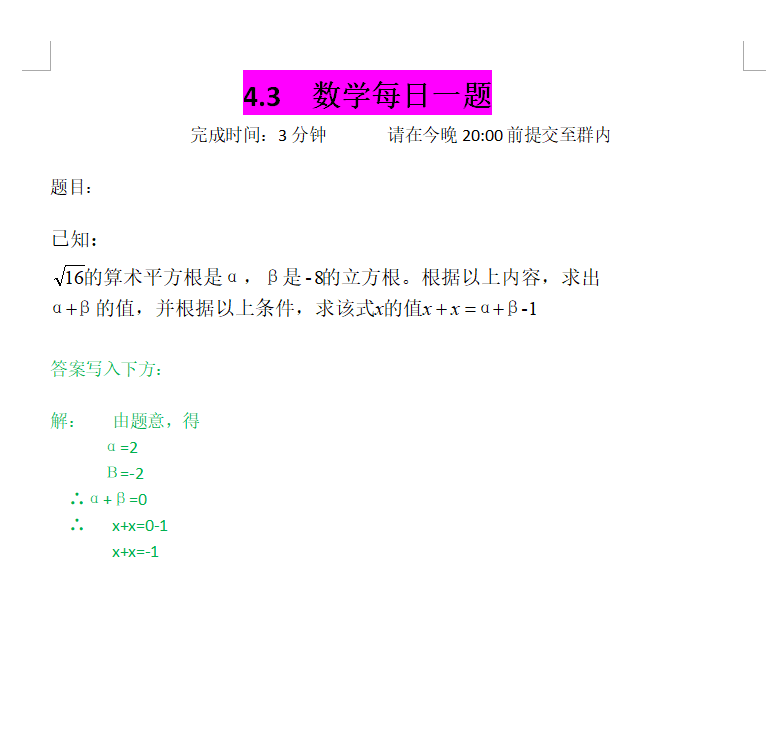 4.3 数学每日一题
完成时间：3 分钟 请在今晚 20:00 前提交至群内
题目：
已知：
√16的算术平方根是α，β是-8的立方根。根据以上内容，求出
α+β的值，并根据以上条件，求该式x的值x + x = α+β-1
答案写入下方：
解： 由题意，得
α=2
Β=-2
∴α+β=0
∴ x+x=0-1
x+x=-1